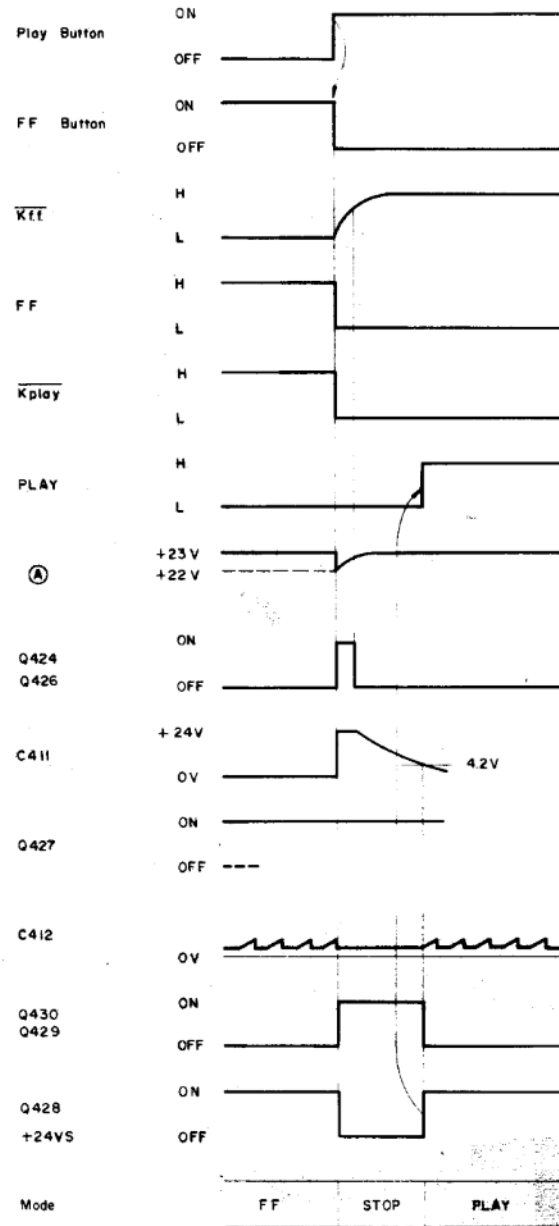 Play Button
ON
OFF
FF Button
ON
OFF
Kff
H
L
FF
H
L
Kplay
H
L
PLAY
H
L
A
+23V
+22V
Q424
Q426
ON
OFF
C411
+24V
0V
4.2V
Q427
ON
OFF
C412
0V
Q430
Q429
ON
OFF
Q428
+24VS
ON
OFF
Mode FF STOP PLAY